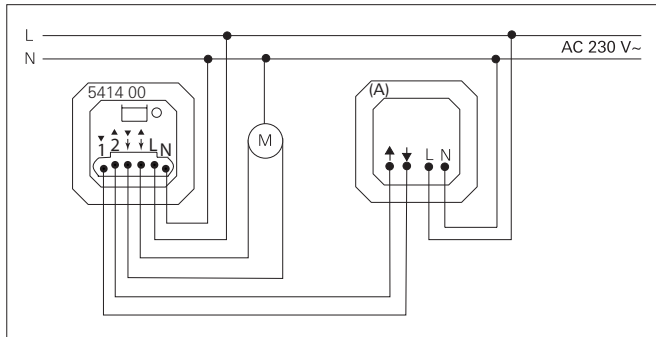 L
N
AC 230 V~
5414 00
(A)
▼ ▲ ▼ ▲
1 2 ↓ ↓ L N
M
↑ ↓ L N